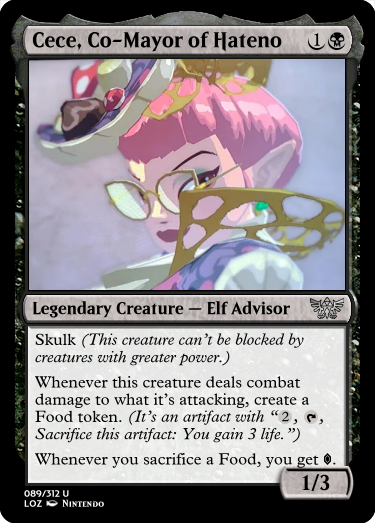 Cece, Co-Mayor of Hateno 1
Legendary Creature — Elf Advisor
Skulk (This creature can't be blocked by
creatures with greater power.)
Whenever this creature deals combat
damage to what it's attacking, create a
Food token. (It's an artifact with “2, ,
Sacrifice this artifact: You gain 3 life.”)
Whenever you sacrifice a Food, you get .
1/3
089/312 U
LOZ Nintendo